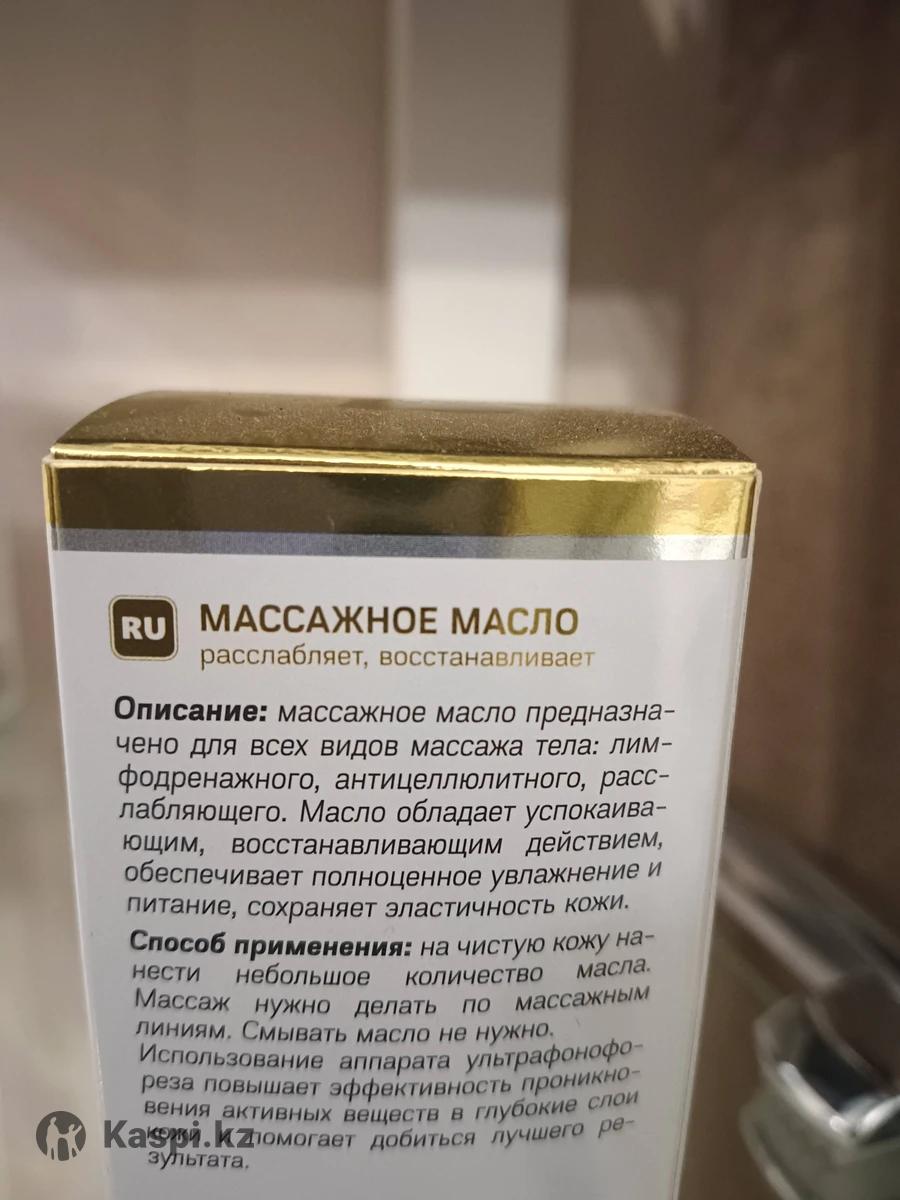 RU
МАССАЖНОЕ МАСЛО
расслабляет, восстанавливает
Описание: массажное масло предназна-
чено для всех видов массажа тела: лим-
фодренажного, антицеллюлитного, расс-
лабляющего. Масло обладает успокаива-
ющим, восстанавливающим действием,
обеспечивает полноценное увлажнение и
питание, сохраняет эластичность кожи.
Способ применения: на чистую кожу на-
нести небольшое количество масла.
Массаж нужно делать по массажным
линиям. Смывать масло не нужно.
Использование аппарата ультрафонофо-
реза повышает эффективность проникно-
вения активных веществ в глубокие слои
кожи и помогает добиться лучшего ре-
зультата.
Kaspi.kz